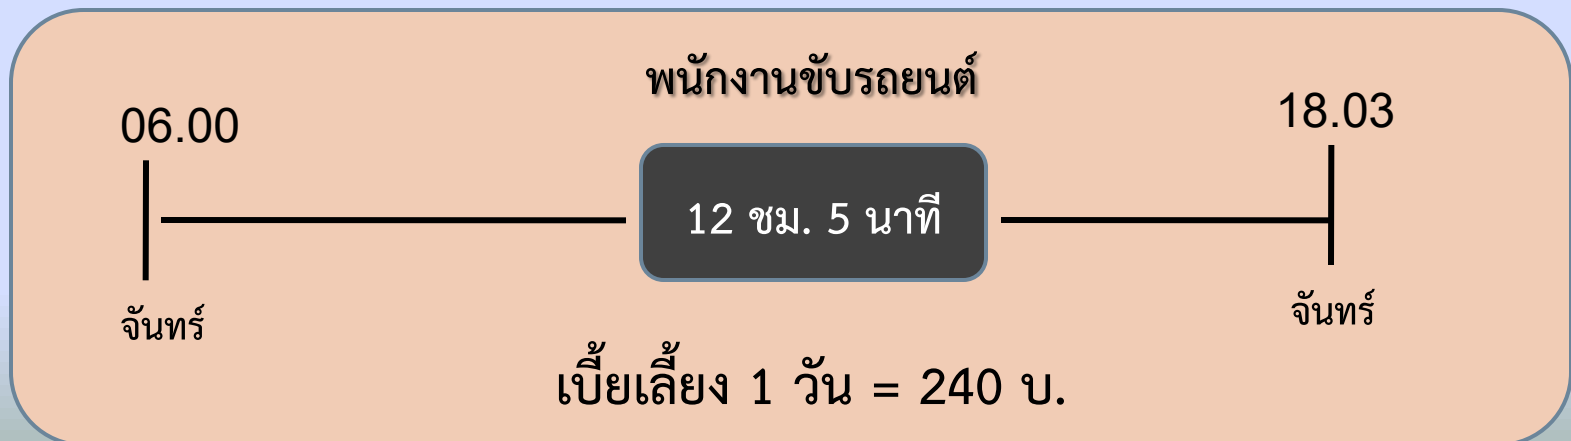 พนักงานขับรถยนต์
06.00
18.03
12 ชม. 5 นาที
จันทร์
จันทร์
เบี้ยเลี้ยง 1 วัน = 240 บ.